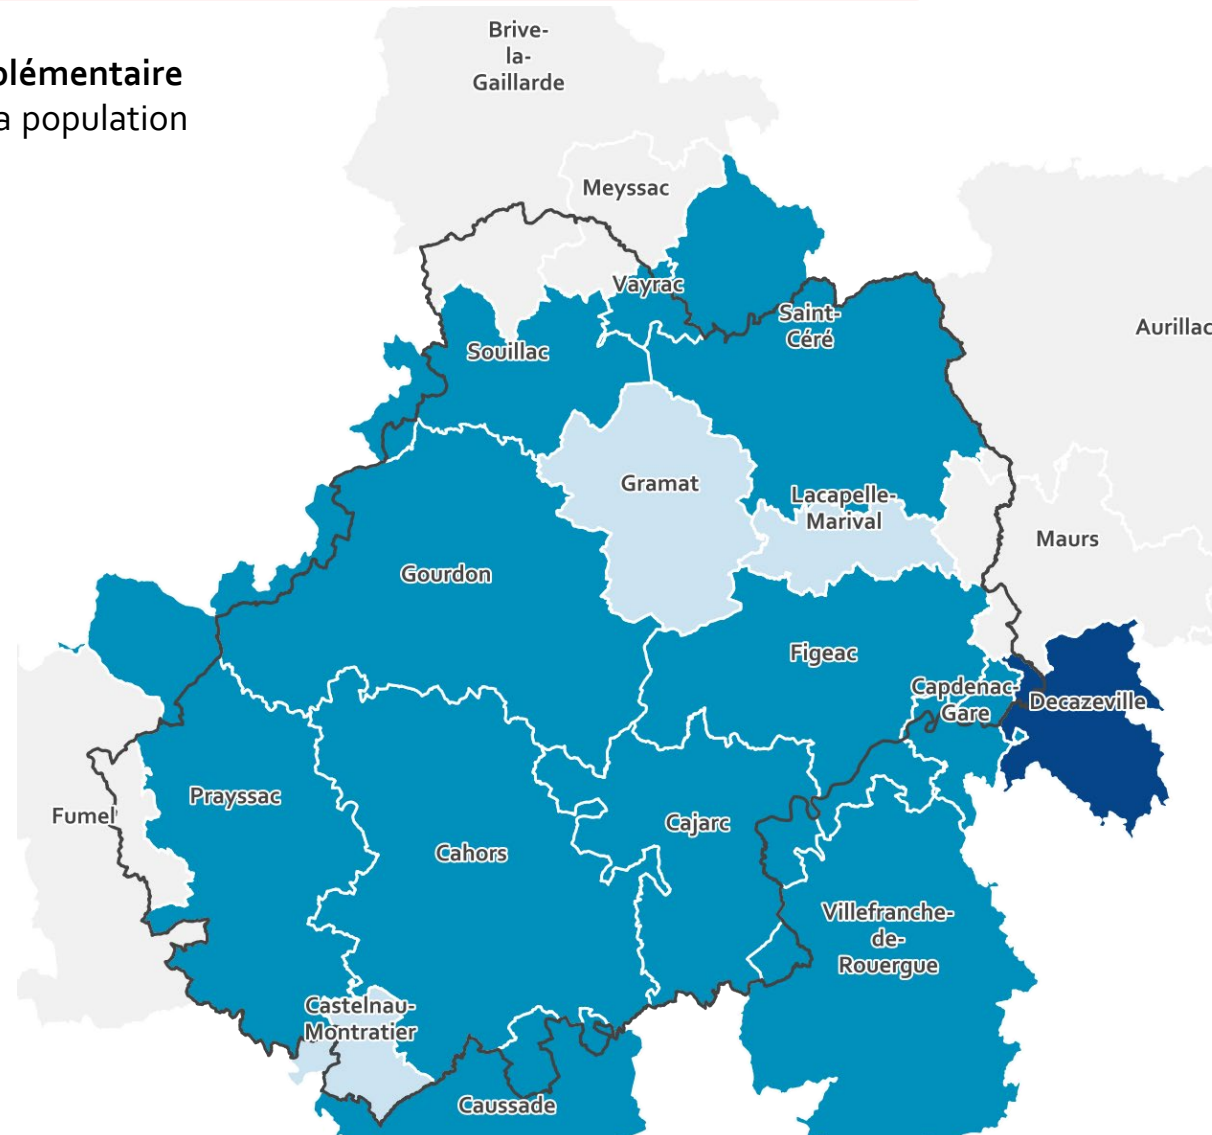 plémentaire
a population
Brive-
la-
Gaillarde
Meyssac
Vayrac
Saint-
Céré
Aurillac
Souillac
Gramat
Lacapelle-
Marival
Maurs
Gourdon
Figeac
Capdenac-
Gare
Decazeville
Prayssac
Fumel
Cajarc
Cahors
Villefranche-
de-
Rouergue
Castelnau-
Montratier
Caussade